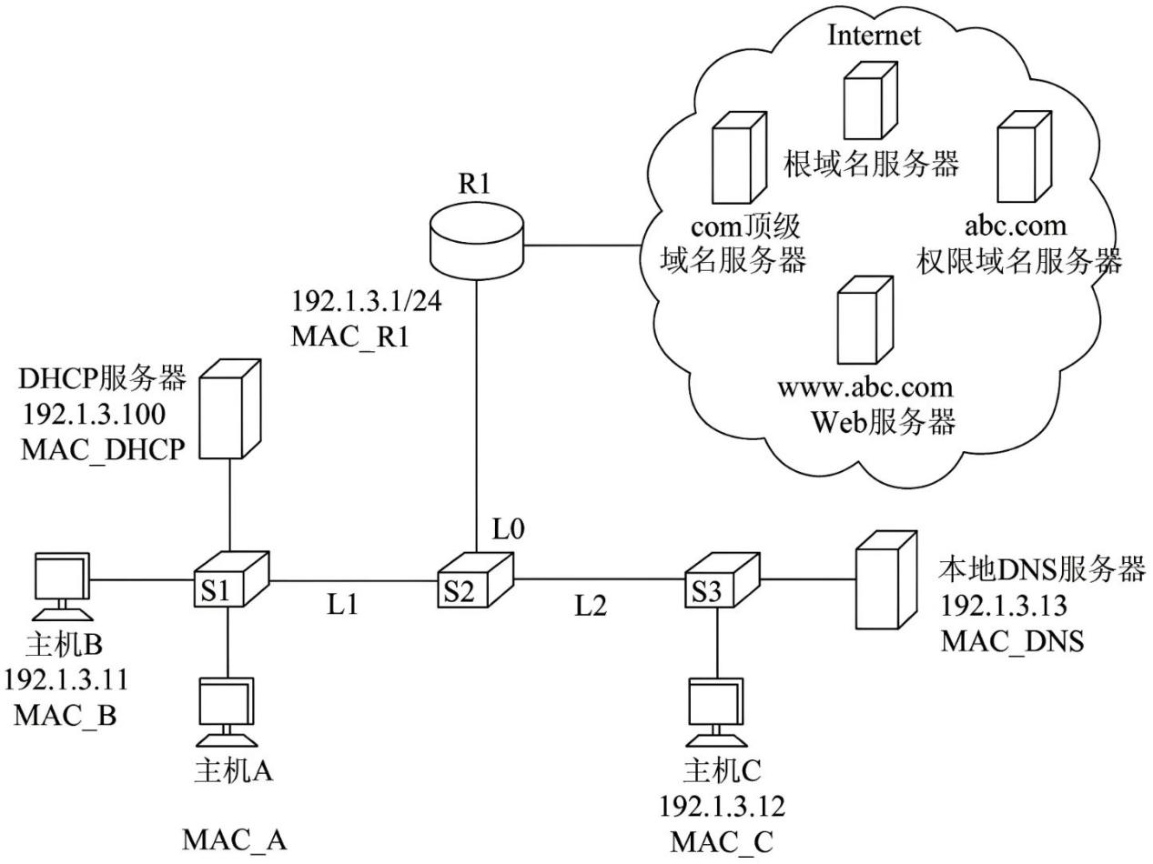 Internet
根域名服务器
com顶级
域名服务器
abc.com
权限域名服务器
www.abc.com
Web服务器
R1
192.1.3.1/24
MAC_R1
DHCP服务器
192.1.3.100
MAC_DHCP
L0
S1
L1
S2
L2
S3
本地DNS服务器
192.1.3.13
MAC_DNS
主机B
192.1.3.11
MAC_B
主机A
MAC_A
主机C
192.1.3.12
MAC_C